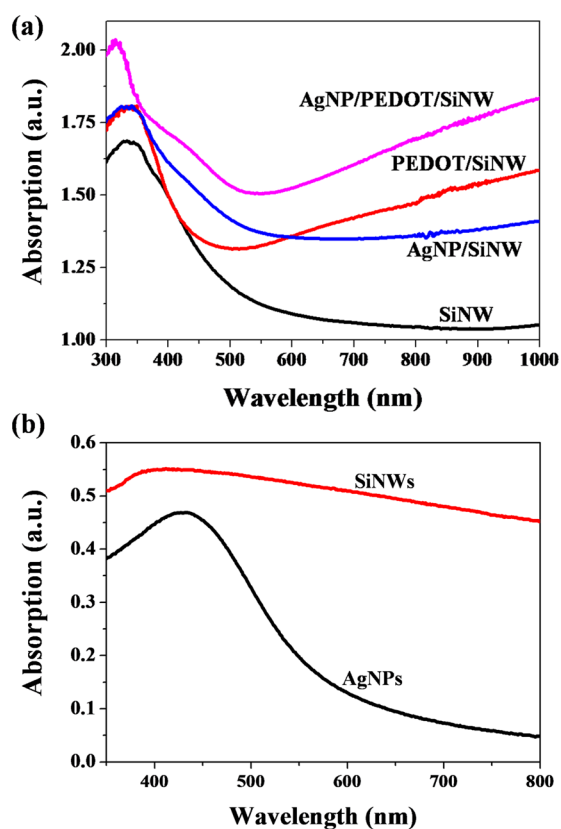 (a)
Absorption (a.u.)
2.00
1.75
1.50
1.25
1.00
AgNP/PEDOT/SiNW
PEDOT/SiNW
AgNP/SiNW
SiNW
300 400 500 600 700 800 900 1000
Wavelength (nm)
(b)
Absorption (a.u.)
0.6
0.5
0.4
0.3
0.2
0.1
0.0
SiNWs
AgNPs
400 500 600 700 800
Wavelength (nm)